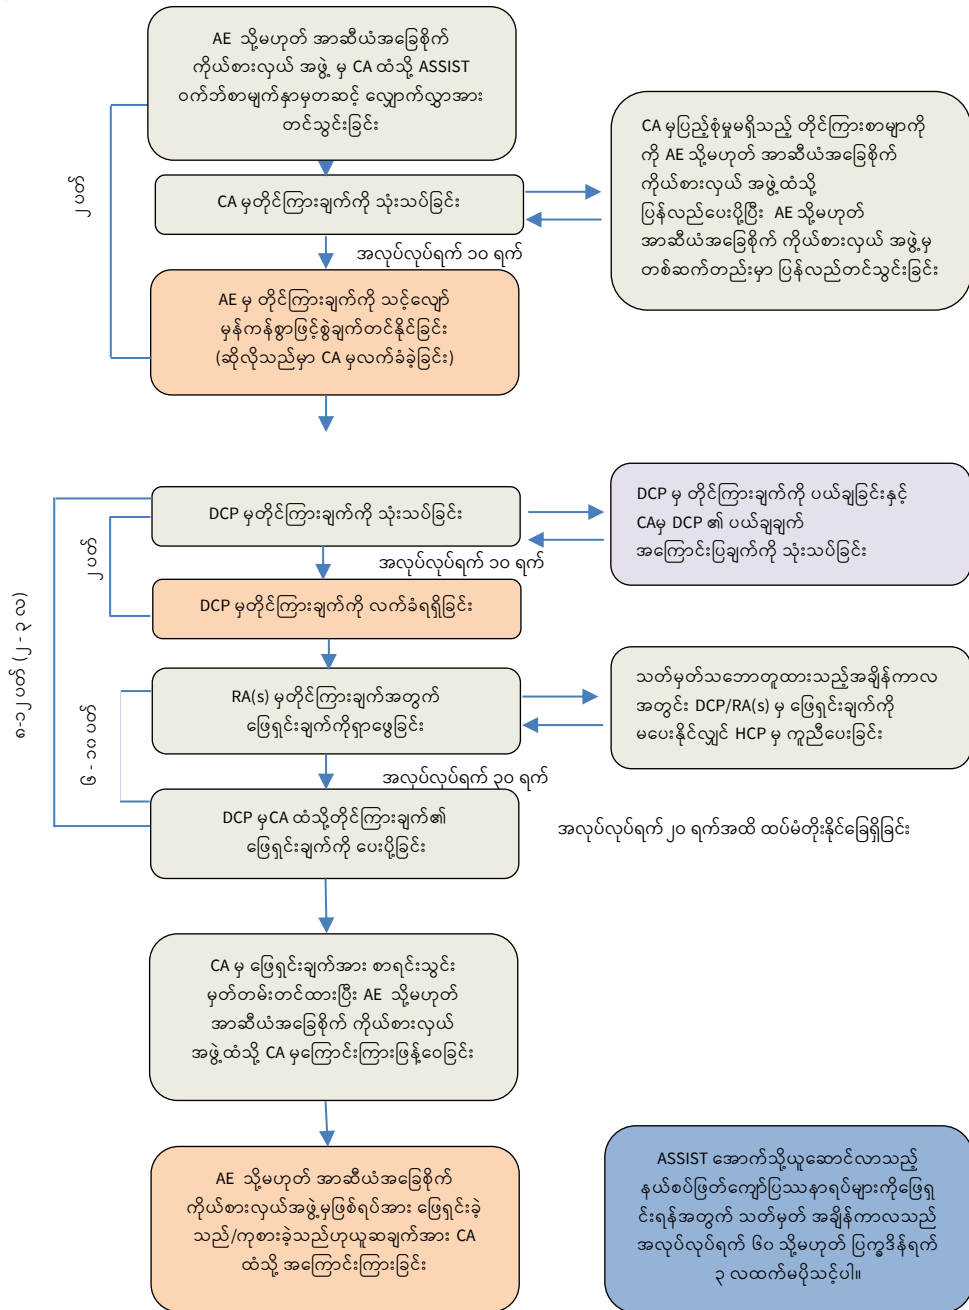 AE သို့မဟုတ် အာဆီယံအခြေစိုက်
ကိုယ်စားလှယ် အဖွဲ့ မှ CA ထံသို့ ASSIST
ဝက်ဘ်စာမျက်နှာမှတဆင့် လျှောက်လွှာအား
တင်သွင်းခြင်း
၂ ပတ်
CA မှတိုင်ကြားချက်ကို သုံးသပ်ခြင်း
CA မှပြည့်စုံမှုမရှိသည့် တိုင်ကြားစာမျာကို
ကို AE သို့မဟုတ် အာဆီယံအခြေစိုက်
ကိုယ်စားလှယ် အဖွဲ့ထံသို့
ပြန်လည်ပေးပို့ပြီး AE သို့မဟုတ်
အာဆီယံအခြေစိုက် ကိုယ်စားလှယ် အဖွဲ့မှ
တစ်ဆက်တည်းမှာ ပြန်လည်တင်သွင်းခြင်း
အလုပ်လုပ်ရက် ၁၀ ရက်
AE မှ တိုင်ကြားချက်ကို သင့်လျော်
မှန်ကန်စွာဖြင့်စွဲချက်တင်နိုင်ခြင်း
(ဆိုလိုသည်မှာ CA မှလက်ခံခဲ့ခြင်း)
၈-၁၂ ပတ် (၂ - ၃ လ)
၂ ပတ်
DCP မှတိုင်ကြားချက်ကို သုံးသပ်ခြင်း
DCP မှ တိုင်ကြားချက်ကို ပယ်ချခြင်းနှင့်
CAမှ DCP ၏ ပယ်ချချက်
အကြောင်းပြချက်ကို သုံးသပ်ခြင်း
အလုပ်လုပ်ရက် ၁၀ ရက်
DCP မှတိုင်ကြားချက်ကို လက်ခံရရှိခြင်း
၆ - ၁၀ ပတ်
RA(s) မှတိုင်ကြားချက်အတွက်
ဖြေရှင်းချက်ကိုရှာဖွေခြင်း
သတ်မှတ်သဘောတူထားသည့်အချိန်ကာလ
အတွင်း DCP/RA(s) မှ ဖြေရှင်းချက်ကို
မပေးနိုင်လျှင် HCP မှ ကူညီပေးခြင်း
အလုပ်လုပ်ရက် ၃၀ ရက်
DCP မှCA ထံသို့တိုင်ကြားချက်၏
ဖြေရှင်းချက်ကို ပေးပို့ခြင်း
အလုပ်လုပ်ရက်၂၀ ရက်အထိ ထပ်မံတိုးနိုင်ခြေရှိခြင်း
CA မှ ဖြေရှင်းချက်အား စာရင်းသွင်း
မှတ်တမ်းတင်ထားပြီး AE သို့မဟုတ်
အာဆီယံအခြေစိုက် ကိုယ်စားလှယ်
အဖွဲ့ထံသို့ CA မှကြောင်းကြားဖြန့်ဝေခြင်း
AE သို့မဟုတ် အာဆီယံအခြေစိုက်
ကိုယ်စားလှယ်အဖွဲ့မှဖြစ်ရပ်အား ဖြေရှင်းခဲ့
သည်/ကုစားခဲ့သည်ဟုယူဆချက်အား CA
ထံသို့ အကြောင်းကြားခြင်း
ASSIST အောက်သို့ယူဆောင်လာသည့်
နယ်စပ်ဖြတ်ကျော်ပြဿနာရပ်များကိုဖြေရှ
င်းရန်အတွက် သတ်မှတ် အချိန်ကာလသည်
အလုပ်လုပ်ရက် ၆၀ သို့မဟုတ် ပြက္ခဒိန်ရက်
၃ လထက်မပိုသင့်ပါ။